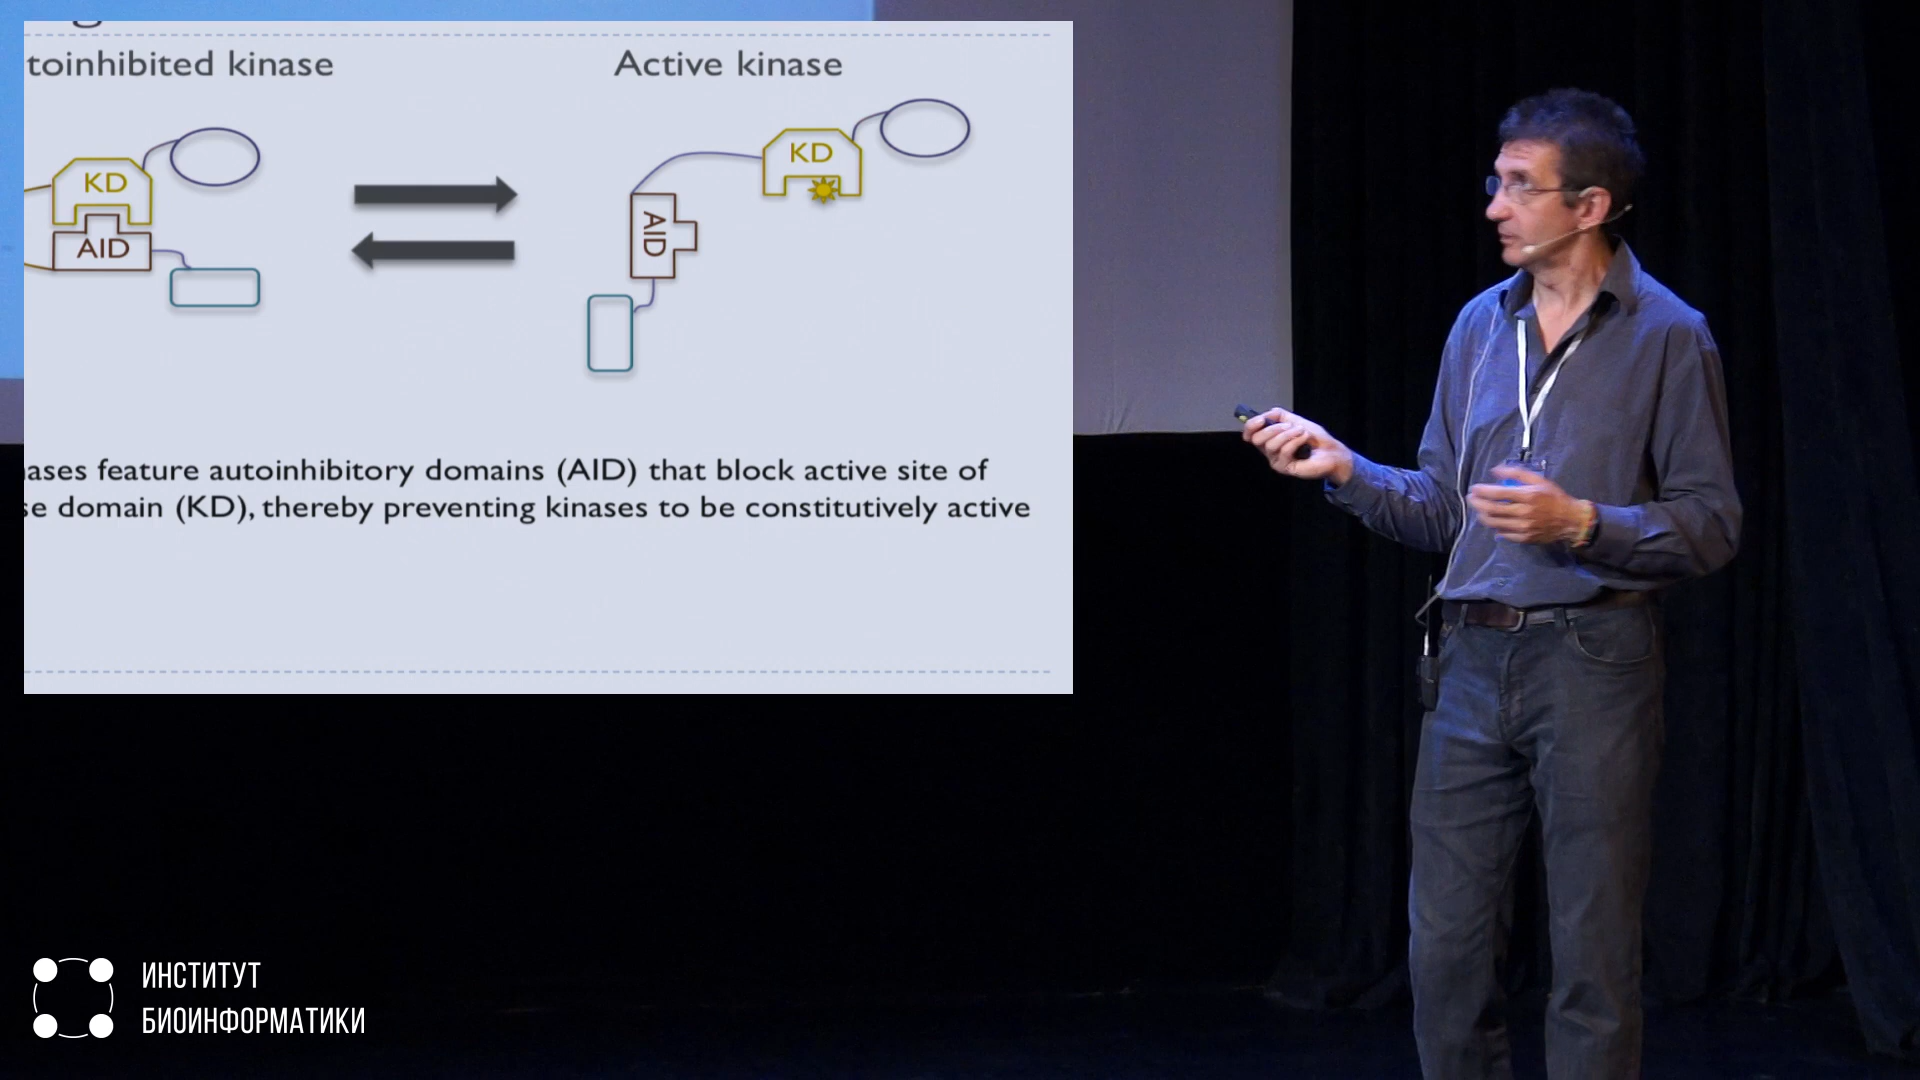 toinhibited kinase
Active kinase
KD
AID
KD
AID
ases feature autoinhibitory domains (AID) that block active site of
se domain (KD), thereby preventing kinases to be constitutively active
ИНСТИТУТ
БИОИНФОРМАТИКИ